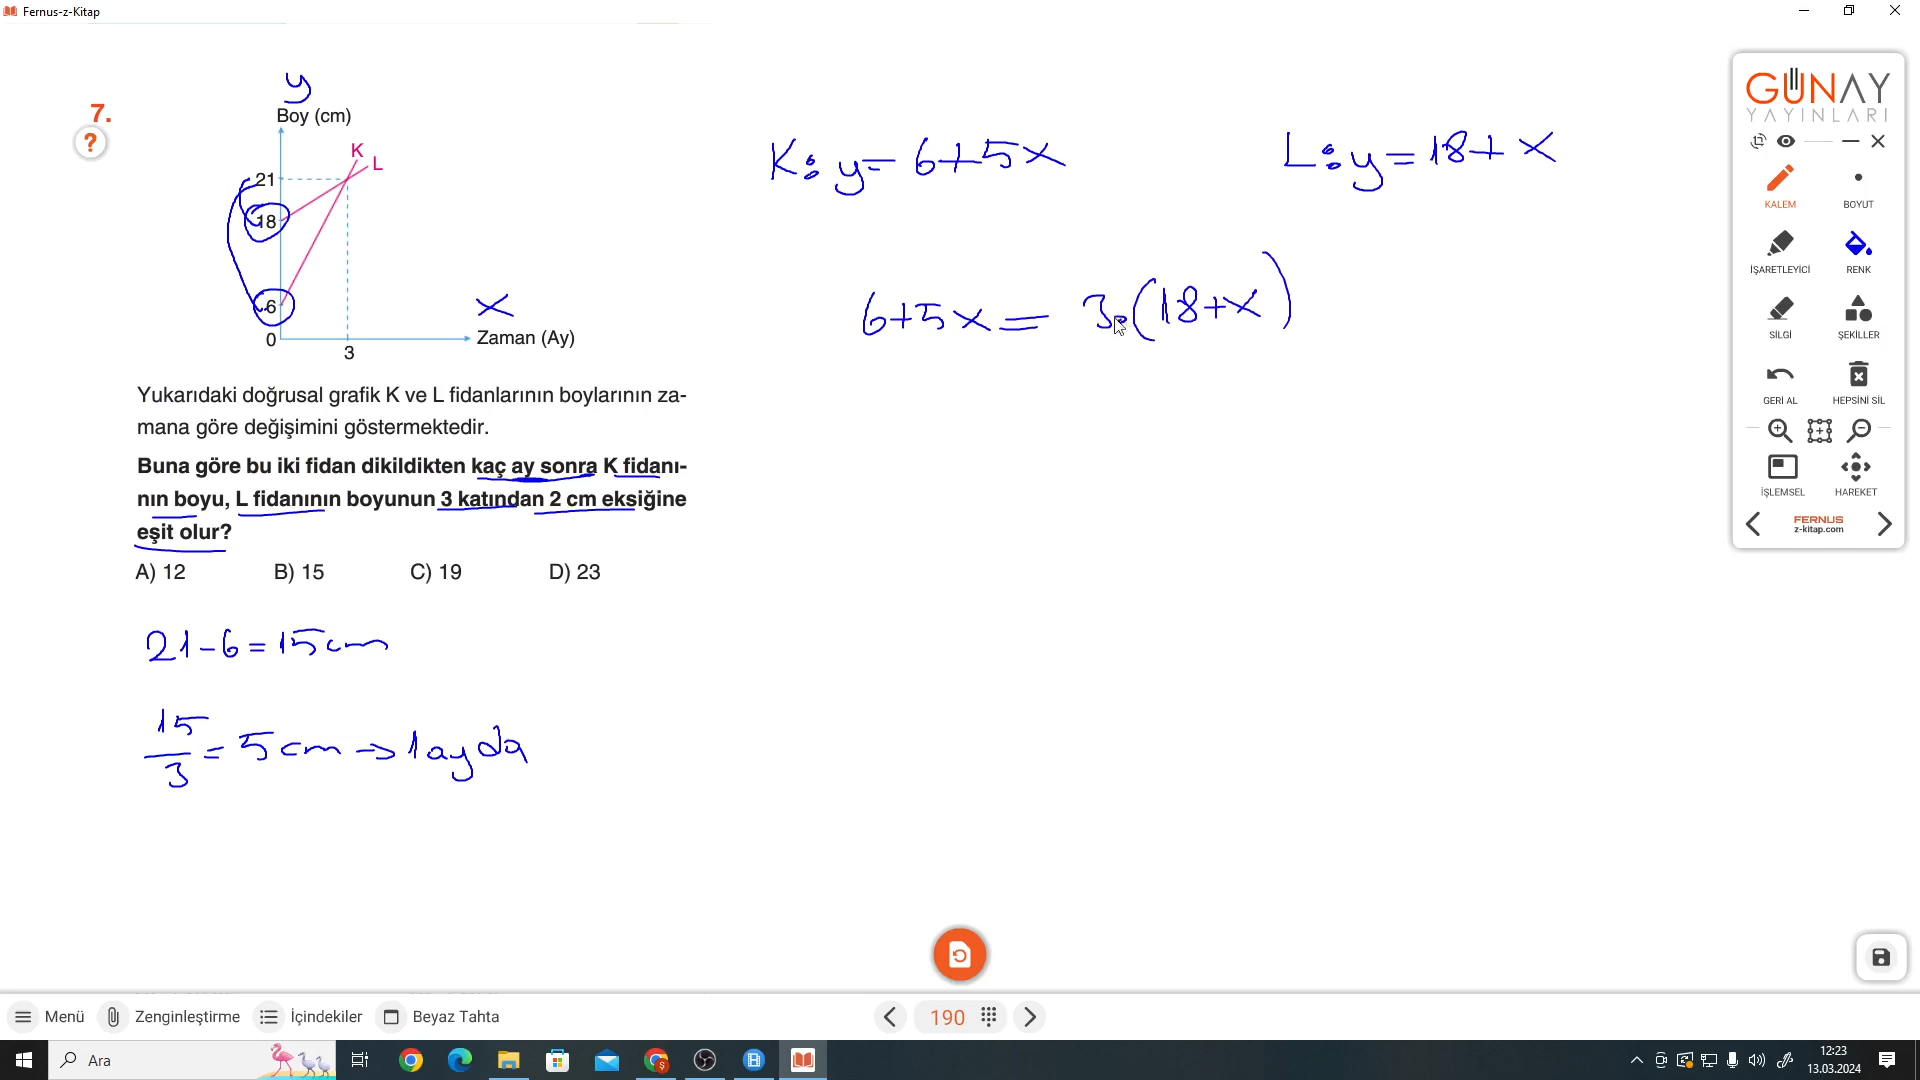 Fernus-z-Kitap
7.
?
y
Boy (cm)
K
L
21
18
6
0
3
x
Zaman (Ay)
K: y = 6+5x
L: y = 18+x
6+5x = 3.(18+x)
Yukarıdaki doğrusal grafik K ve L fidanlarının boylarının za-
mana göre değişimini göstermektedir.
Buna göre bu iki fidan dikildikten kaç ay sonra K fidanı-
nın boyu, L fidanının boyunun 3 katından 2 cm eksiğine
eşit olur?
A) 12 B) 15 C) 19 D) 23
21-6=15cm
15/3 = 5cm → 1 ayda
GÜNAY
YAYINLARI
KALEM BOYUT
İŞARETLEYİCİ RENK
SİLGİ ŞEKİLLER
GERİ AL HEPSİNİ SİL
İŞLEMSEL HAREKET
FERNUS
z-kitap.com
Menü Zenginleştirme İçindekiler Beyaz Tahta 190
Ara
12:23
13.03.2024